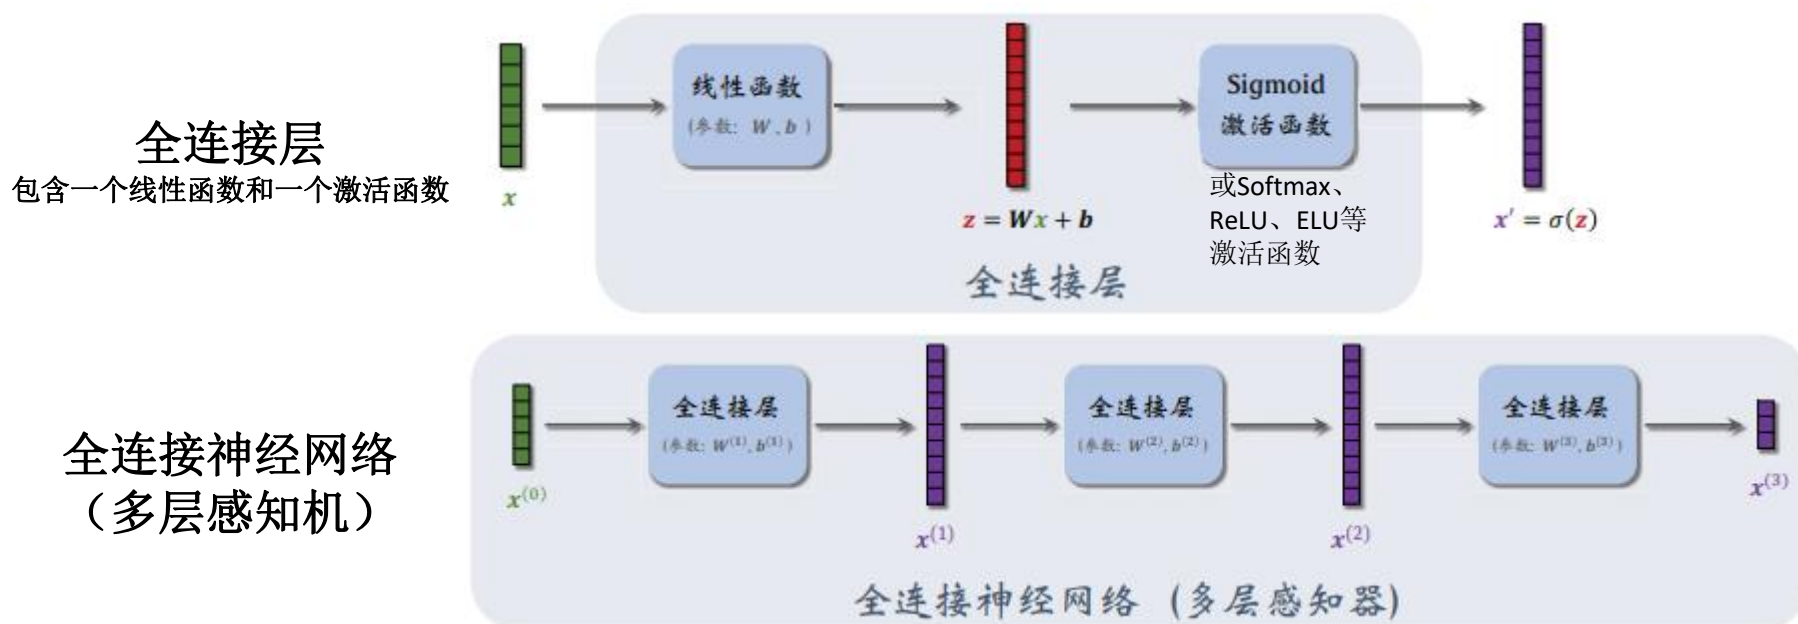 全连接层
包含一个线性函数和一个激活函数
x
线性函数
(参数: W, b)
z = Wx + b
Sigmoid
激活函数
或Softmax、
ReLU、ELU等
激活函数
x′ = σ(z)
全连接层
全连接神经网络
（多层感知机）
x⁽⁰⁾
全连接层
(参数: W⁽¹⁾, b⁽¹⁾)
x⁽¹⁾
全连接层
(参数: W⁽²⁾, b⁽²⁾)
x⁽²⁾
全连接层
(参数: W⁽³⁾, b⁽³⁾)
x⁽³⁾
全连接神经网络 (多层感知器)